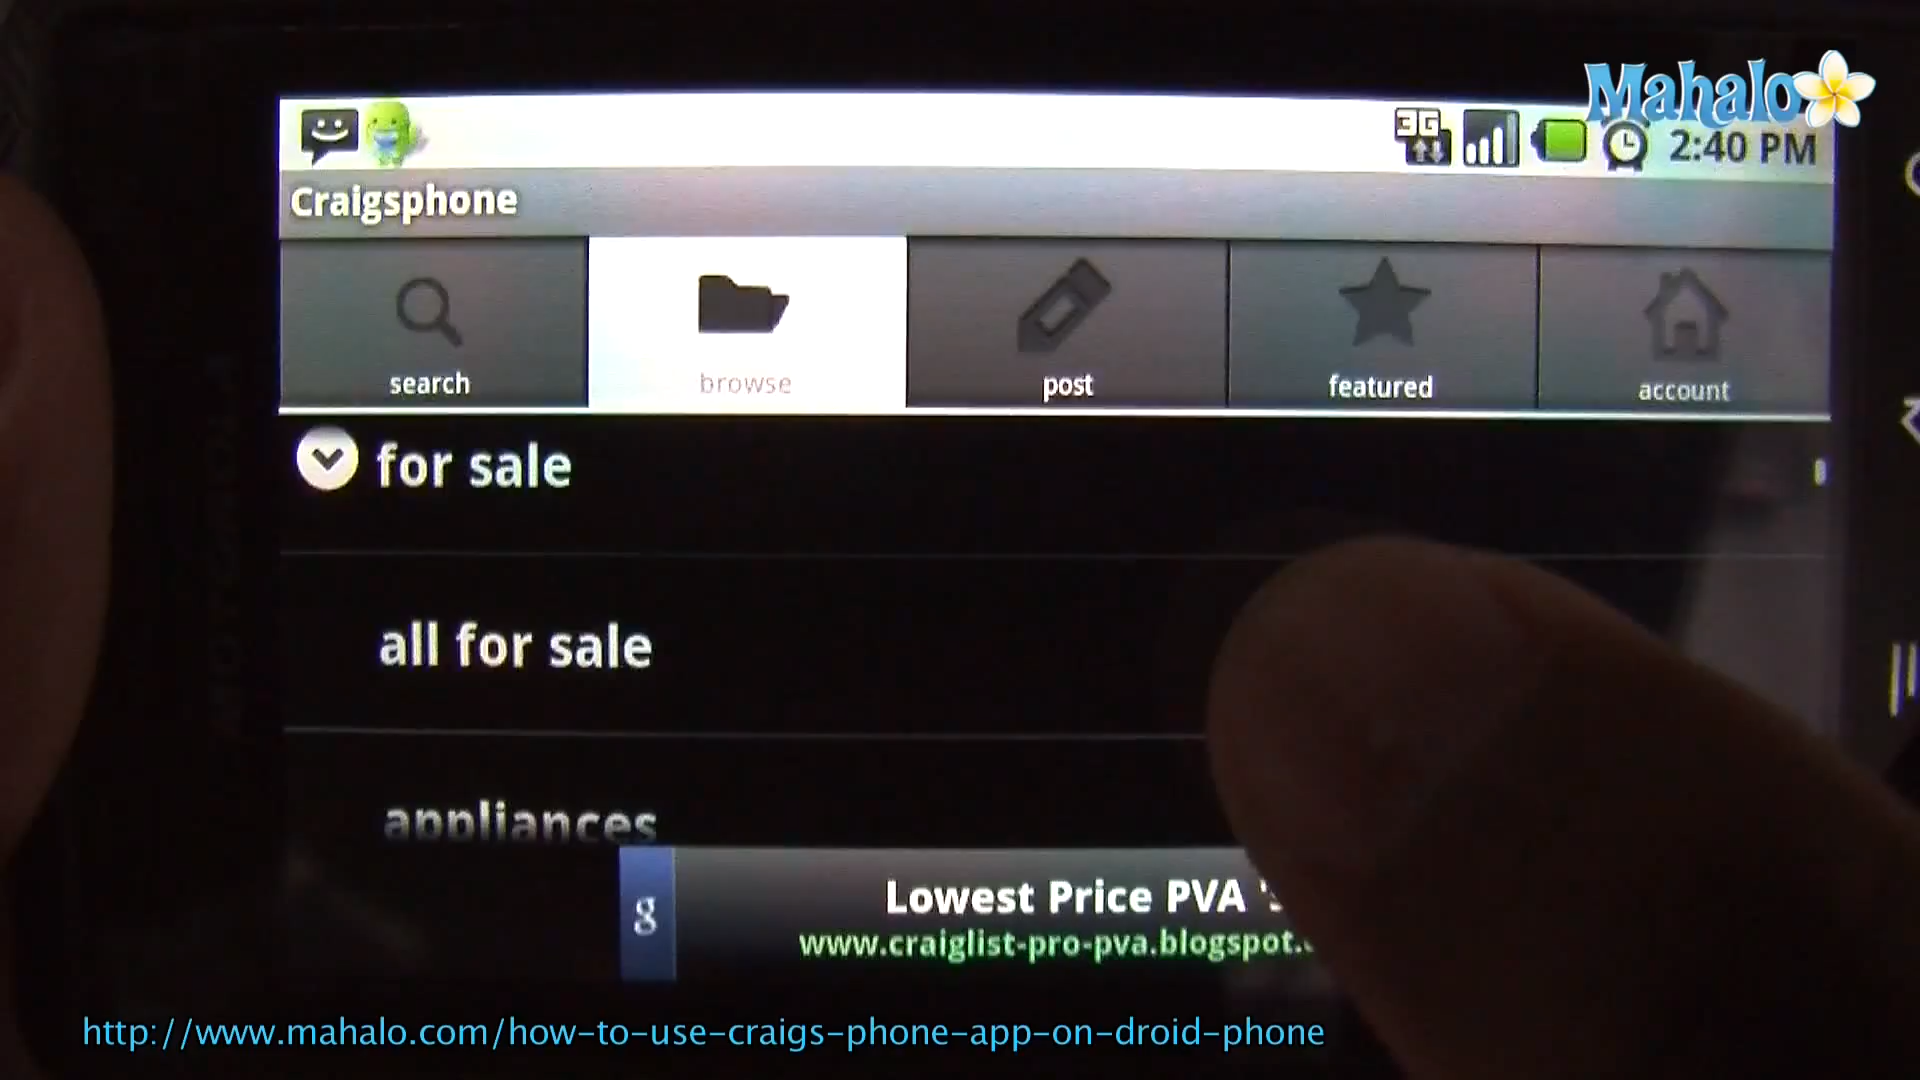 Mahalo
3G
2:40 PM
Craigsphone
search
browse
post
featured
account
for sale
all for sale
appliances
g
Lowest Price PVA
www.craiglist-pro-pva.blogspot.
http://www.mahalo.com/how-to-use-craigs-phone-app-on-droid-phone